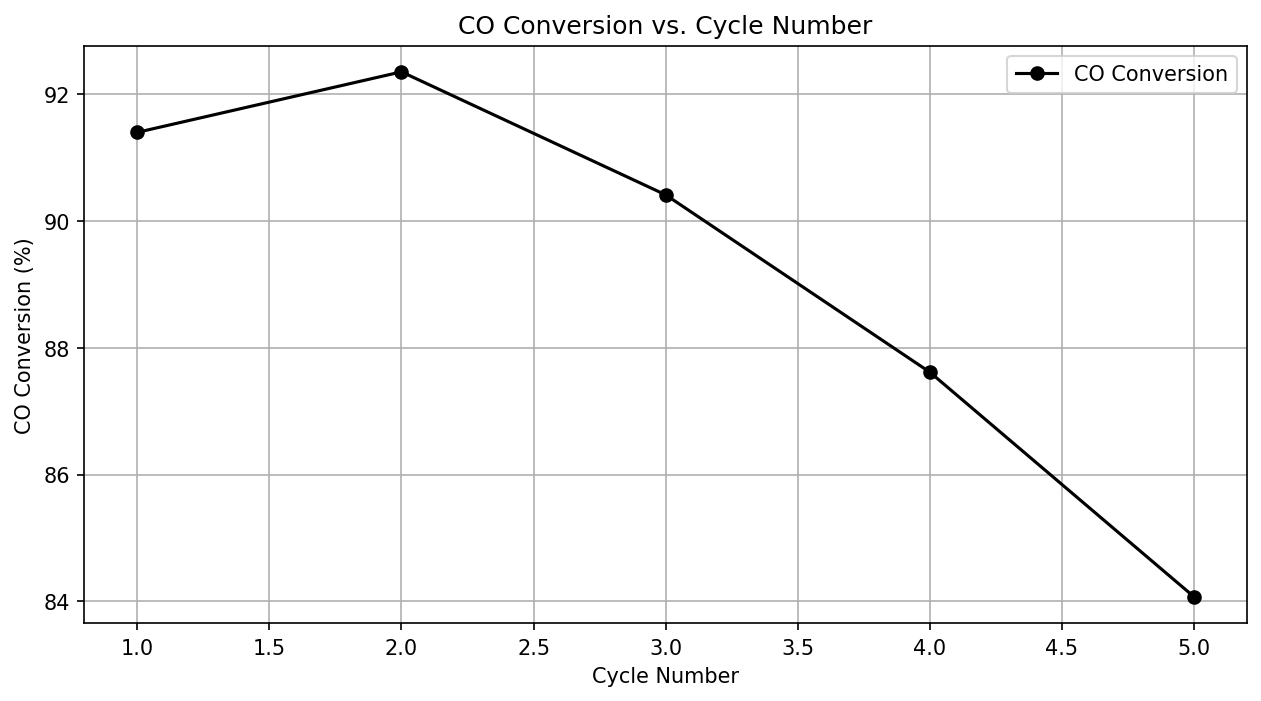 CO Conversion vs. Cycle Number
CO Conversion
CO Conversion (%)
92
90
88
86
84
1.0 1.5 2.0 2.5 3.0 3.5 4.0 4.5 5.0
Cycle Number